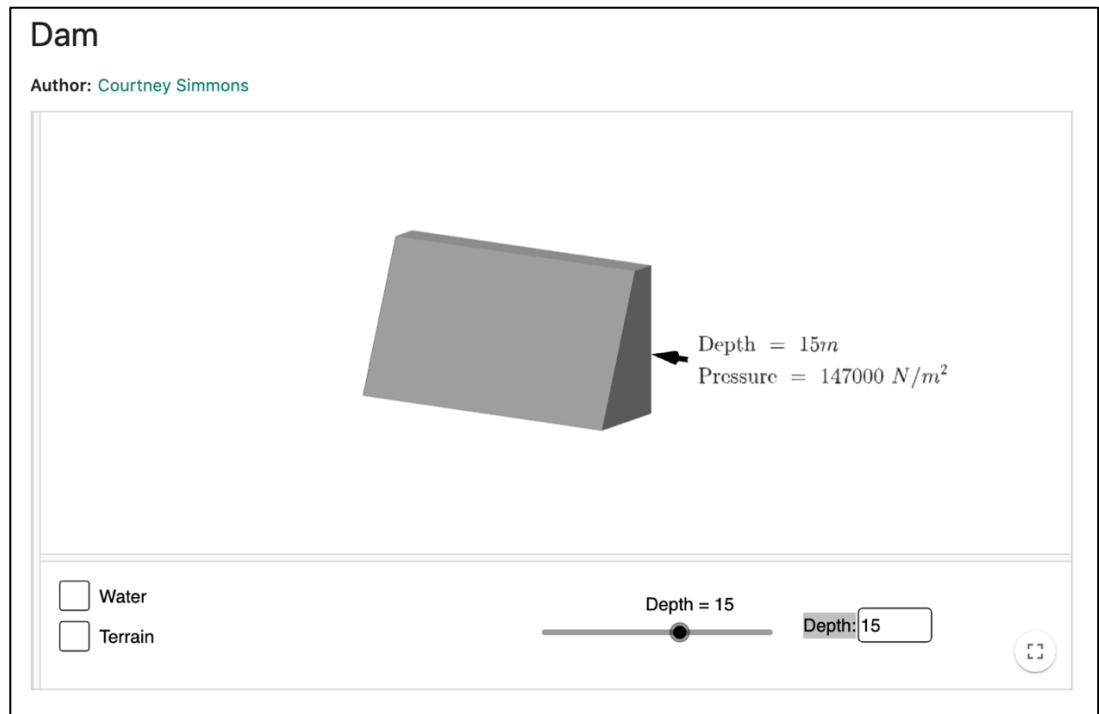 Dam
Author: Courtney Simmons
Depth = 15m
Pressure = 147000 N/m²
Water
Terrain
Depth = 15
Depth: 15